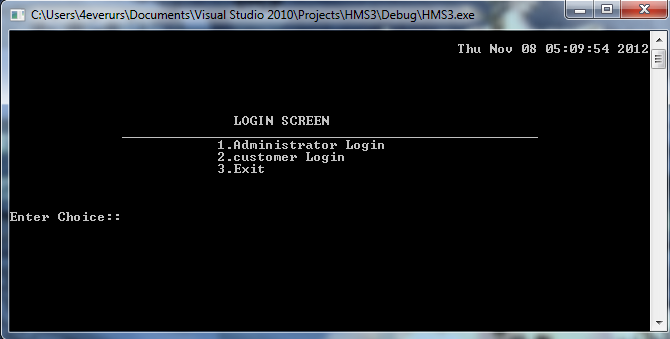 C:\Users\4everurs\Documents\Visual Studio 2010\Projects\HMS3\Debug\HMS3.exe
Thu Nov 08 05:09:54 2012
LOGIN SCREEN
1.Administrator Login
2.customer Login
3.Exit
Enter Choice::